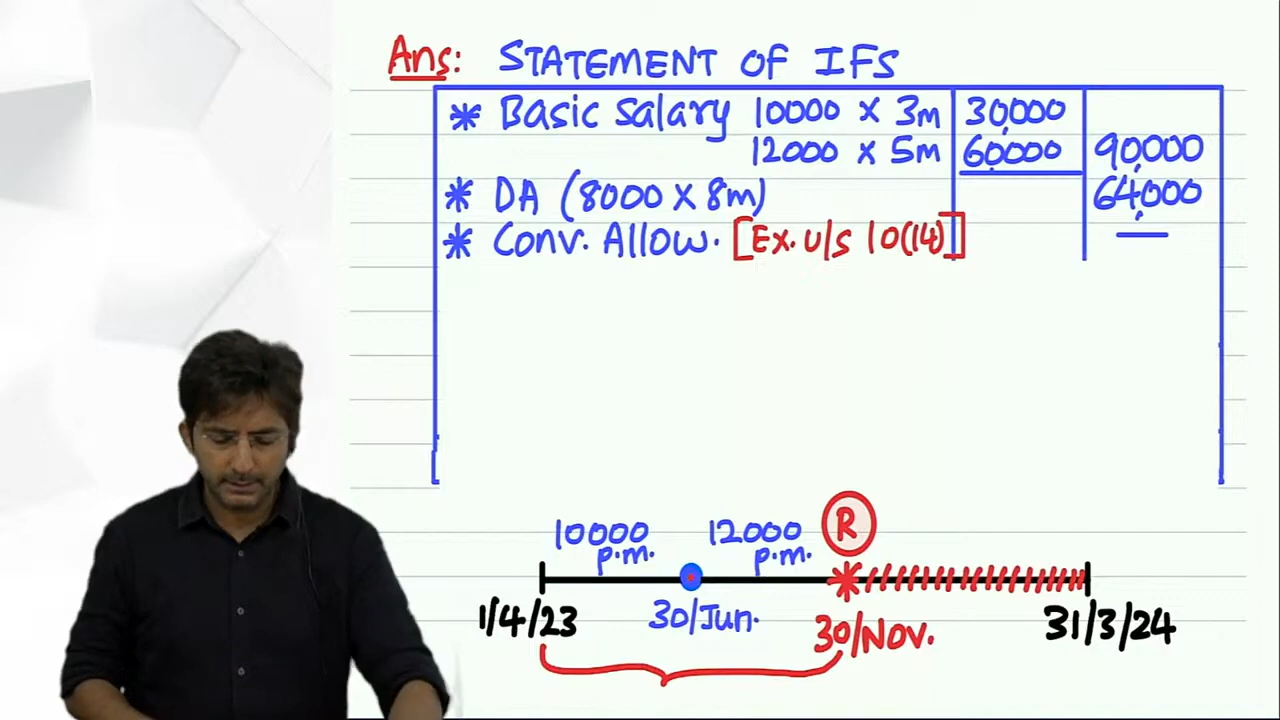 Ans: STATEMENT OF IFS
* Basic Salary 10000 x 3m 30,000
12000 x 5m 60,000 90,000
* DA (8000 x 8m) 64,000
* Conv. Allow. [Ex. U/s 10(14)]
10000 p.m. 12000 p.m. R
1/4/23 30/Jun. 30/Nov. 31/3/24